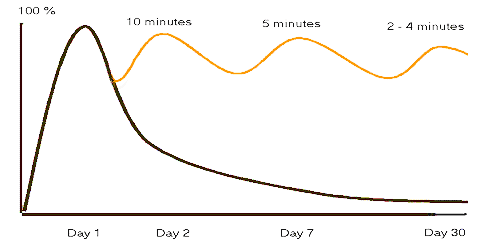 100 %
10 minutes
5 minutes
2 - 4 minutes
Day 1
Day 2
Day 7
Day 30